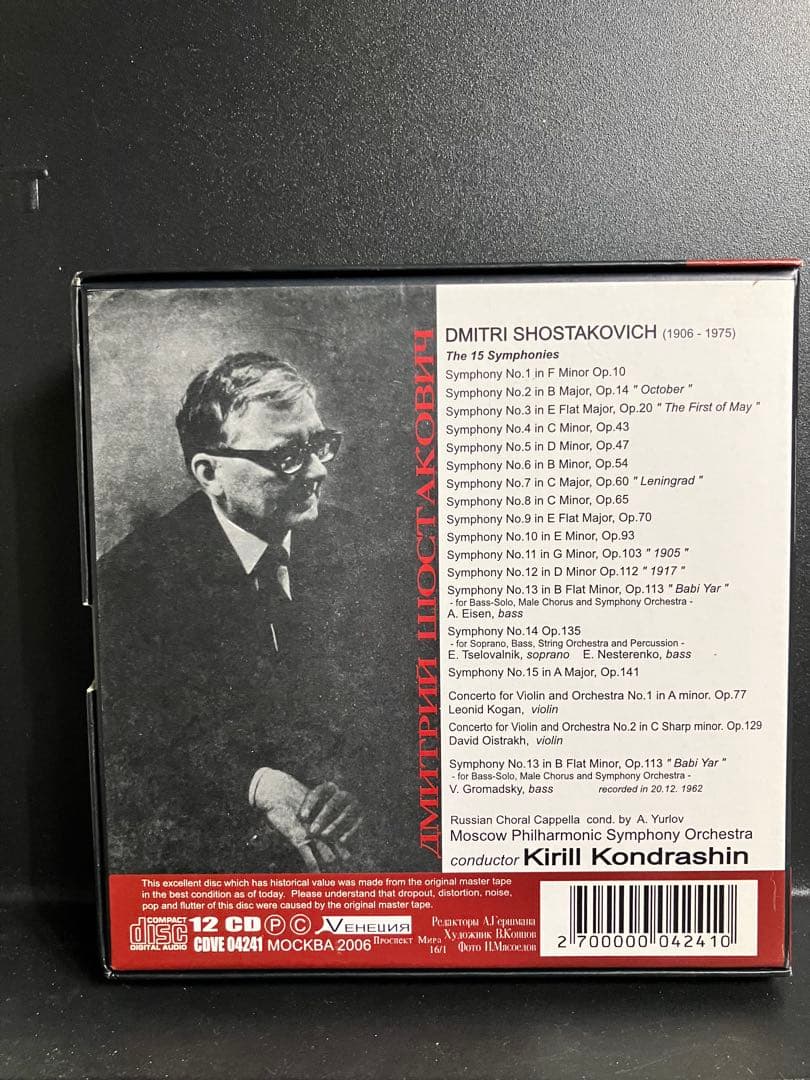 ДМИТРИЙ ШОСТАКОВИЧ
DMITRI SHOSTAKOVICH (1906 - 1975)
The 15 Symphonies
Symphony No.1 in F Minor Op.10
Symphony No.2 in B Major, Op.14 " October "
Symphony No.3 in E Flat Major, Op.20 " The First of May "
Symphony No.4 in C Minor, Op.43
Symphony No.5 in D Minor, Op.47
Symphony No.6 in B Minor, Op.54
Symphony No.7 in C Major, Op.60 " Leningrad "
Symphony No.8 in C Minor, Op.65
Symphony No.9 in E Flat Major, Op.70
Symphony No.10 in E Minor, Op.93
Symphony No.11 in G Minor, Op.103 " 1905 "
Symphony No.12 in D Minor Op.112 " 1917 "
Symphony No.13 in B Flat Minor, Op.113 " Babi Yar "
- for Bass-Solo, Male Chorus and Symphony Orchestra -
A. Eisen, bass
Symphony No.14 Op.135
- for Soprano, Bass, String Orchestra and Percussion -
E. Tselovalnik, soprano E. Nesterenko, bass
Symphony No.15 in A Major, Op.141
Concerto for Violin and Orchestra No.1 in A minor. Op.77
Leonid Kogan, violin
Concerto for Violin and Orchestra No.2 in C Sharp minor. Op.129
David Oistrakh, violin
Symphony No.13 in B Flat Minor, Op.113 " Babi Yar "
- for Bass-Solo, Male Chorus and Symphony Orchestra -
V. Gromadsky, bass recorded in 20.12. 1962
Russian Choral Cappella cond. by A. Yurlov
Moscow Philharmonic Symphony Orchestra
conductor Kirill Kondrashin
This excellent disc which has historical value was made from the original master tape
in the best condition as of today. Please understand that dropout, distortion, noise,
pop and flutter of this disc were caused by the original master tape.
COMPACT disc DIGITAL AUDIO
12 CD Ⓟ Ⓒ
CDVE 04241 МОСКВА 2006
Венеция
Проспект Мира
16/1
Редакторы А.Гершмана
Художник В.Копцов
Фото П.Мясоедов
2 700000 042410